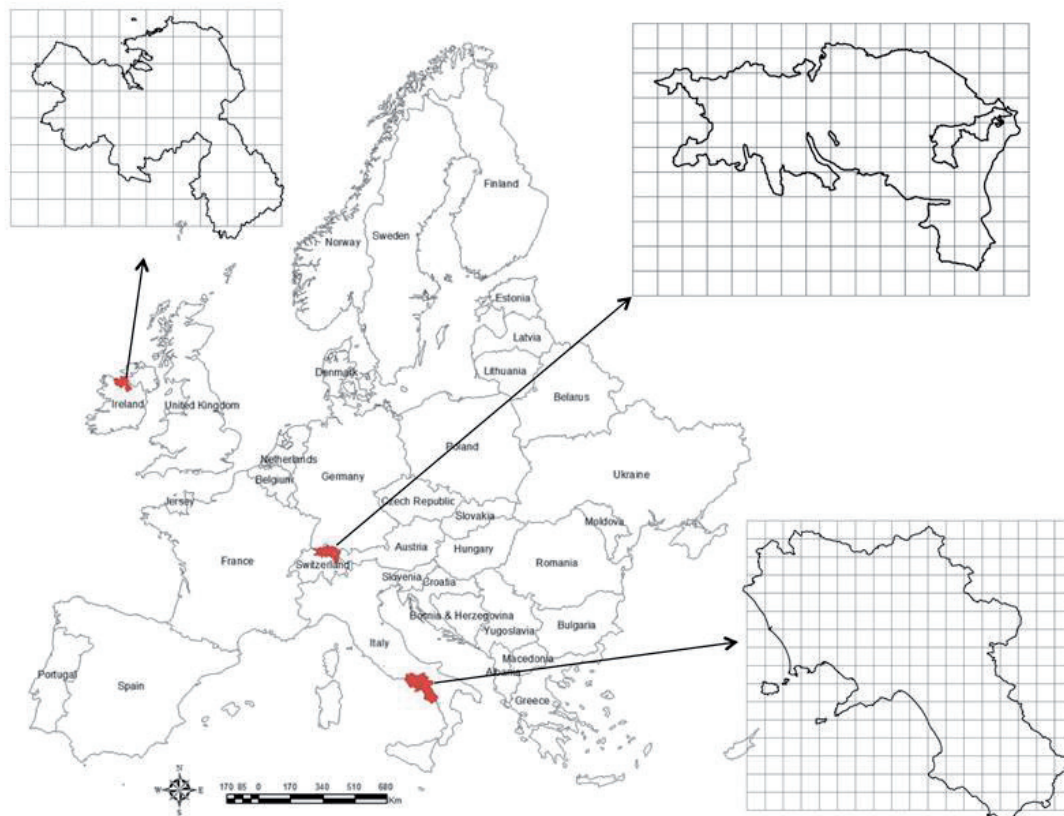 Finland
Norway
Sweden
Estonia
Latvia
Lithuania
Denmark
Belarus
Ireland
United Kingdom
Netherlands
Poland
Germany
Belgium
Ukraine
Jersey
Czech Republic
Slovakia
Moldova
Austria
Hungary
France
Switzerland
Romania
Slovenia
Croatia
Bosnia & Herzegovina
Yugoslavia
Bulgaria
Italy
Macedonia
Albania
Portugal
Spain
Greece
N
W E
S
170 85 0 170 340 510 680
Km